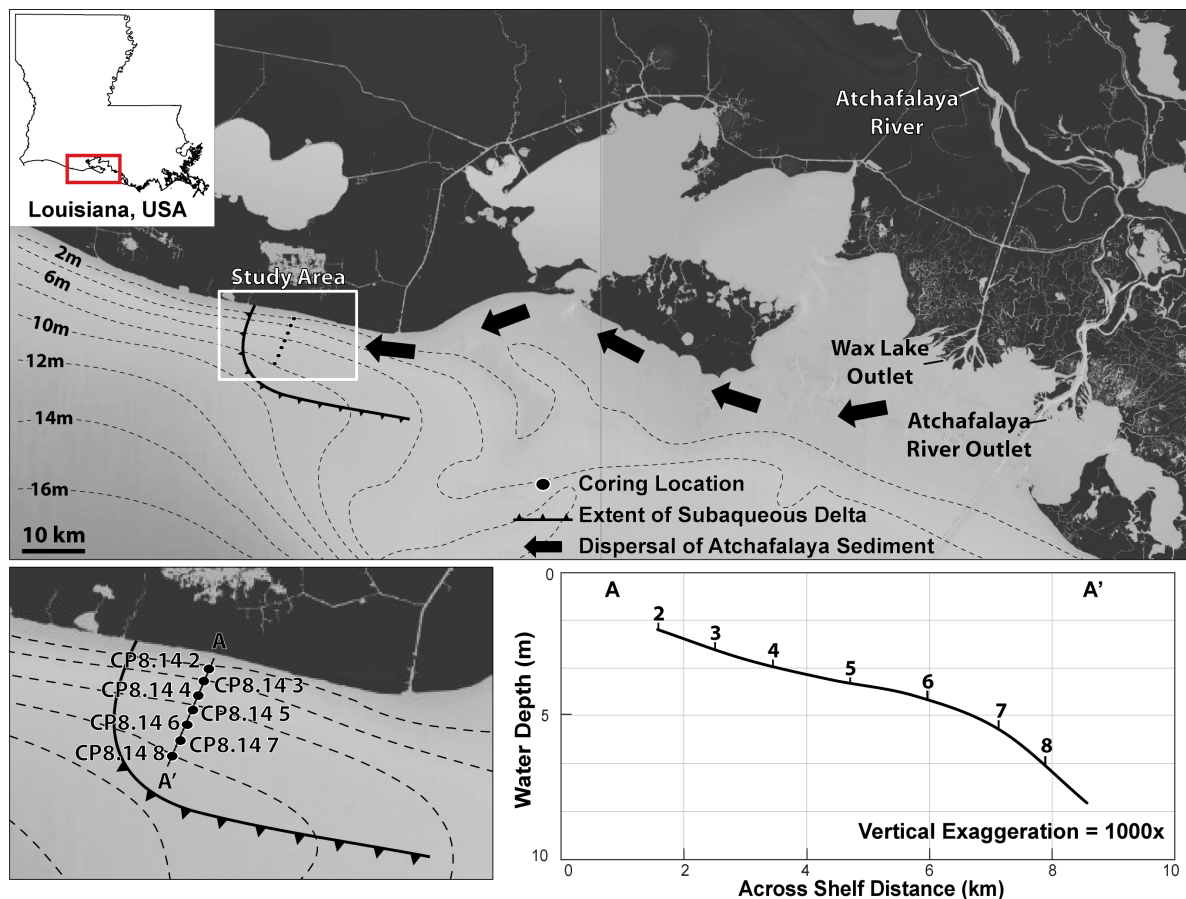 Louisiana, USA
Atchafalaya
River
2m
6m
10m
12m
14m
16m
10 km
Study Area
Wax Lake
Outlet
Atchafalaya
River Outlet
Coring Location
Extent of Subaqueous Delta
Dispersal of Atchafalaya Sediment
A
CP8.14 2
CP8.14 3
CP8.14 4
CP8.14 5
CP8.14 6
CP8.14 7
CP8.14 8
A'
0
A
A'
2
3
4
5
6
7
8
5
10
Water Depth (m)
Vertical Exaggeration = 1000x
0 2 4 6 8 10
Across Shelf Distance (km)